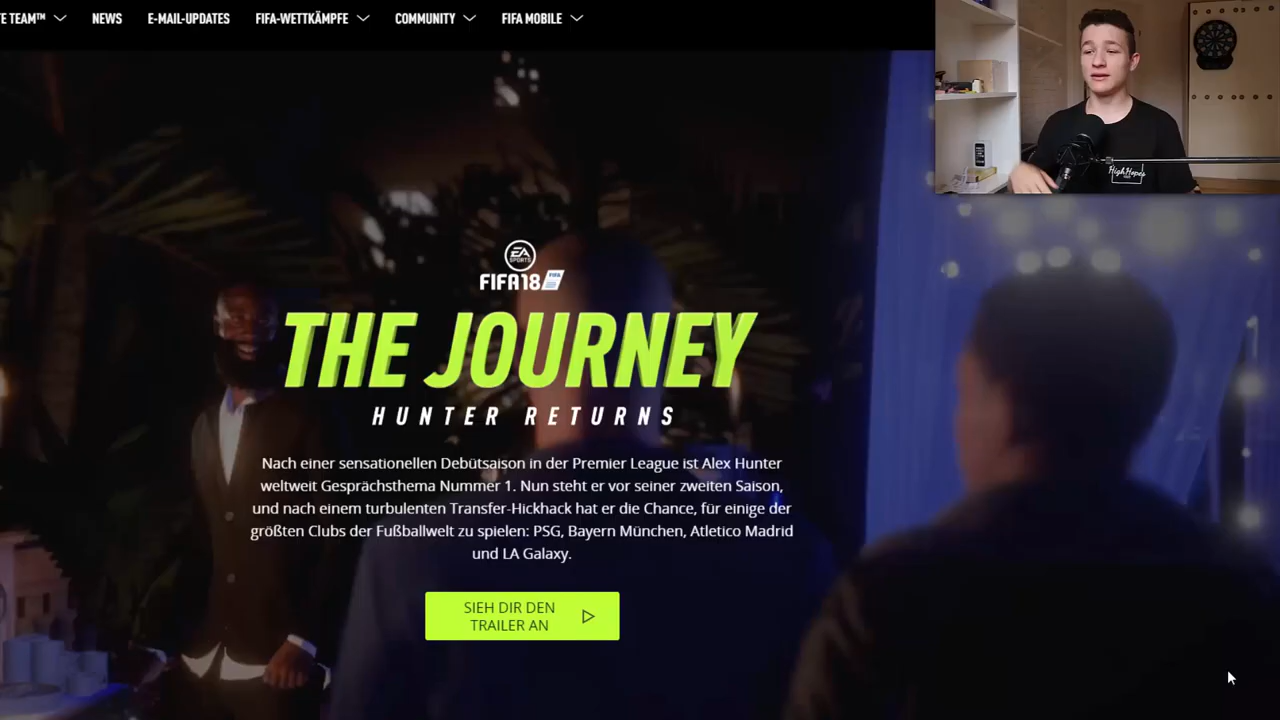 E TEAM™
NEWS
E-MAIL-UPDATES
FIFA-WETTKÄMPFE
COMMUNITY
FIFA MOBILE
HighHopes
EA
SPORTS
FIFA18
FIFA
THE JOURNEY
HUNTER RETURNS
Nach einer sensationellen Debütsaison in der Premier League ist Alex Hunter
weltweit Gesprächsthema Nummer 1. Nun steht er vor seiner zweiten Saison,
und nach einem turbulenten Transfer-Hickhack hat er die Chance, für einige der
größten Clubs der Fußballwelt zu spielen: PSG, Bayern München, Atletico Madrid
und LA Galaxy.
SIEH DIR DEN
TRAILER AN